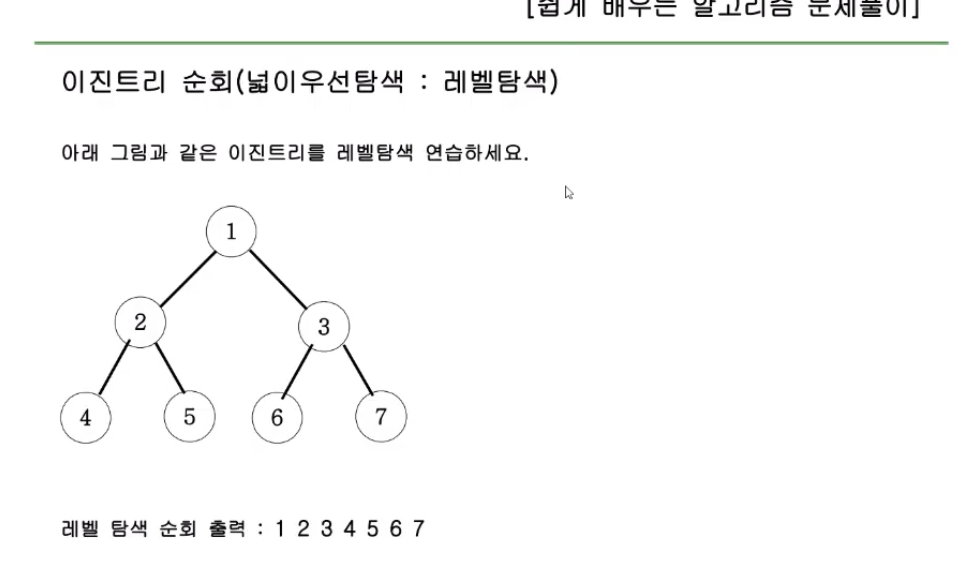 [쉽게 배우는 알고리즘 문제풀이]
이진트리 순회(넓이우선탐색 : 레벨탐색)
아래 그림과 같은 이진트리를 레벨탐색 연습하세요.
1
2 3
4 5 6 7
레벨 탐색 순회 출력 : 1 2 3 4 5 6 7